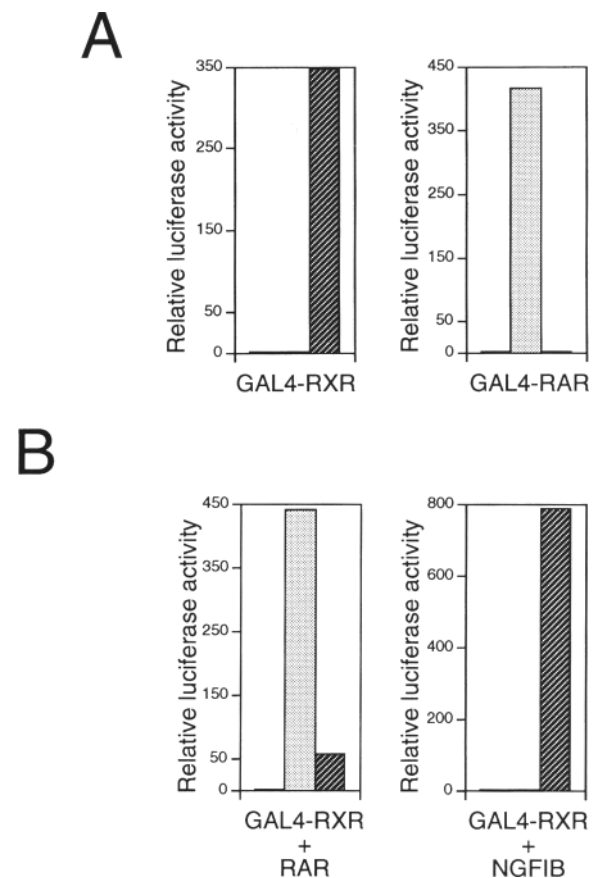 A
Relative luciferase activity
350
250
150
50
0
GAL4-RXR
Relative luciferase activity
450
350
250
150
50
0
GAL4-RAR
B
Relative luciferase activity
450
350
250
150
50
0
GAL4-RXR
+
RAR
Relative luciferase activity
800
600
400
200
0
GAL4-RXR
+
NGFIB